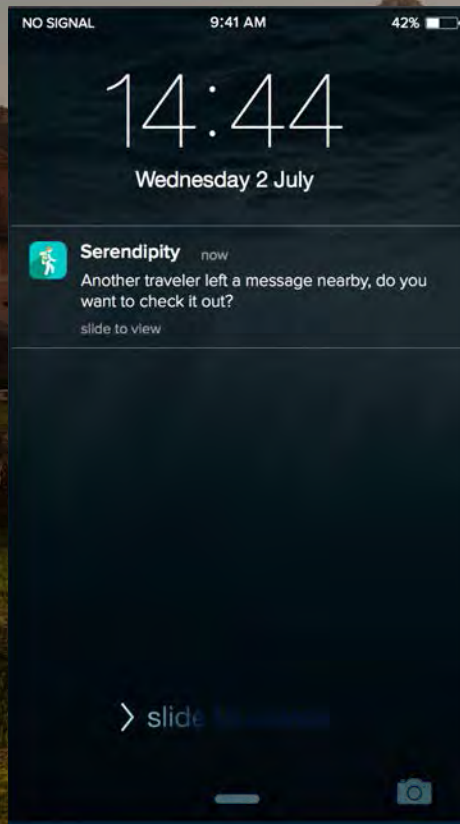 NO SIGNAL 9:41 AM 42%
14:44
Wednesday 2 July
Serendipity now
Another traveler left a message nearby, do you
want to check it out?
slide to view
> slide